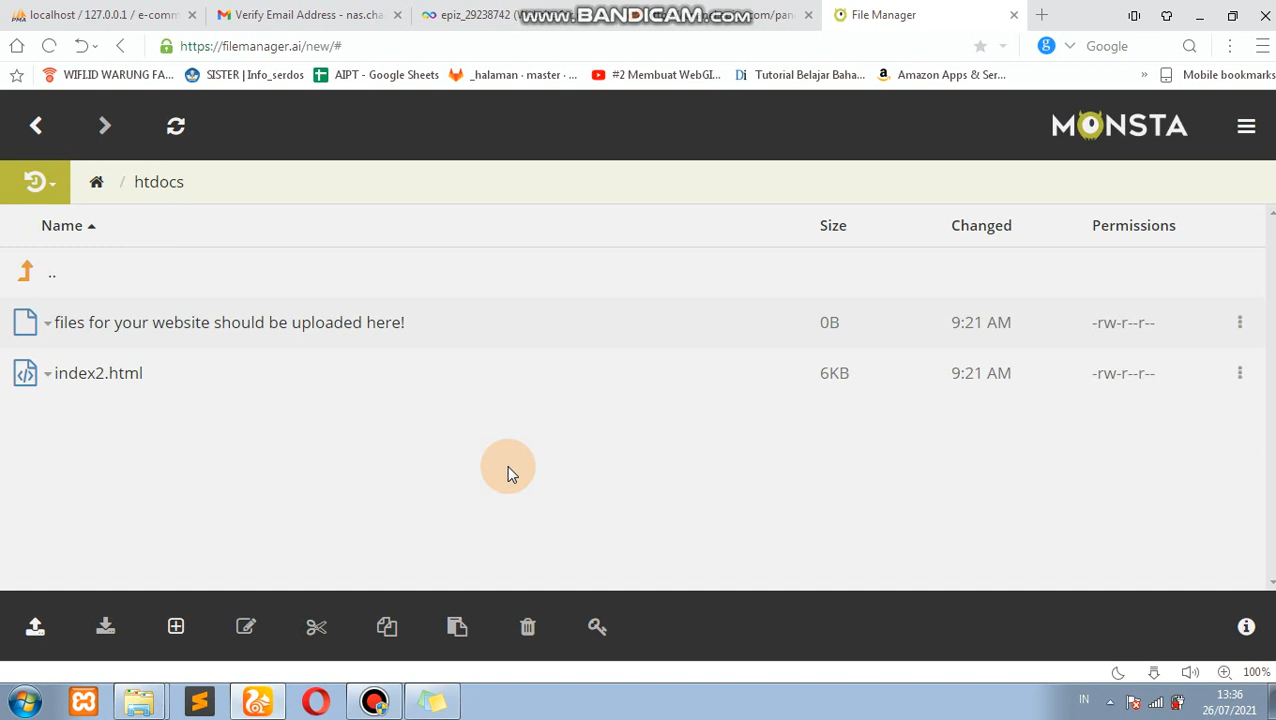 localhost / 127.0.0.1 / e-comm
Verify Email Address - nas.cha
epiz_29238742 (
www.BANDICAM.com
com/pan
File Manager
https://filemanager.ai/new/#
Google
WIFI.ID WARUNG FA...
SISTER | Info_serdos
AIPT - Google Sheets
_halaman · master · ...
#2 Membuat WebGI...
Tutorial Belajar Baha...
Amazon Apps & Ser...
»
Mobile bookmarks
MONSTA
/ htdocs
Name
Size
Changed
Permissions
..
files for your website should be uploaded here!
0B
9:21 AM
-rw-r--r--
index2.html
6KB
9:21 AM
-rw-r--r--
100%
IN
13:36
26/07/2021